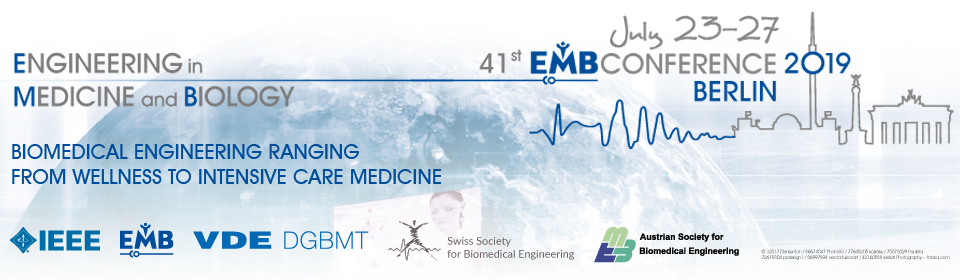 ENGINEERING in
MEDICINE and BIOLOGY
July 23-27
41st EMB CONFERENCE 2019
BERLIN
BIOMEDICAL ENGINEERING RANGING
FROM WELLNESS TO INTENSIVE CARE MEDICINE
IEEE
EMB
VDE DGBMT
Swiss Society
for Biomedical Engineering
Austrian Society for
Biomedical Engineering